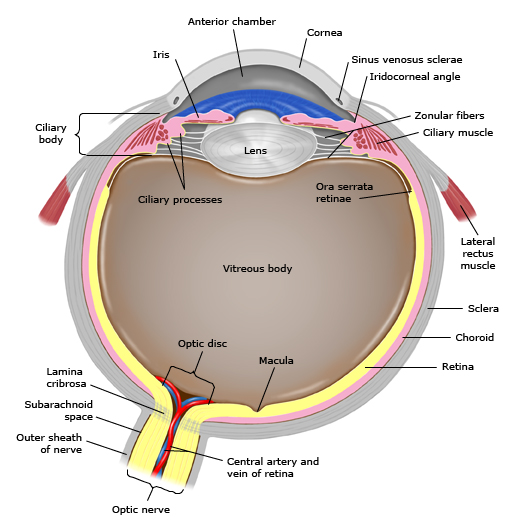 Anterior chamber
Cornea
Iris
Sinus venosus sclerae
Iridocorneal angle
Zonular fibers
Ciliary
body
Ciliary muscle
Lens
Ciliary processes
Ora serrata
retinae
Lateral
rectus
muscle
Vitreous body
Sclera
Choroid
Optic disc
Macula
Retina
Lamina
cribrosa
Subarachnoid
space
Outer sheath
of nerve
Central artery and
vein of retina
Optic nerve